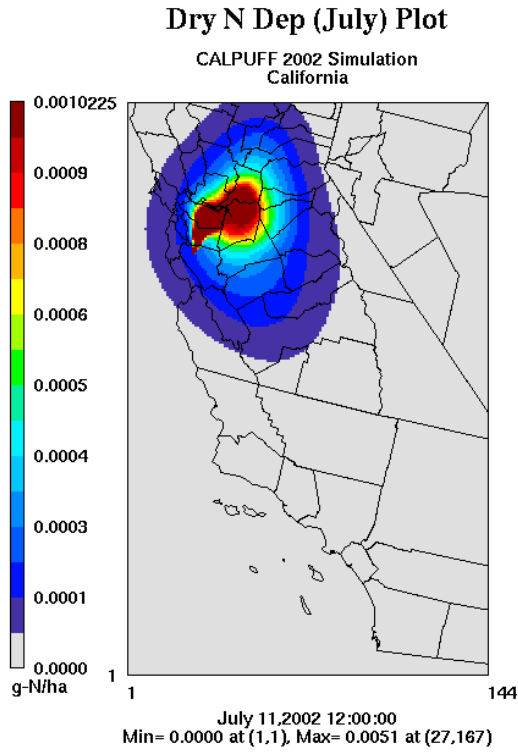 Dry N Dep (July) Plot
CALPUFF 2002 Simulation
California
0.0010
225
0.0009
0.0008
0.0006
0.0005
0.0004
0.0003
0.0001
0.0000
1
g-N/ha
1
144
July 11,2002 12:00:00
Min= 0.0000 at (1,1), Max= 0.0051 at (27,167)